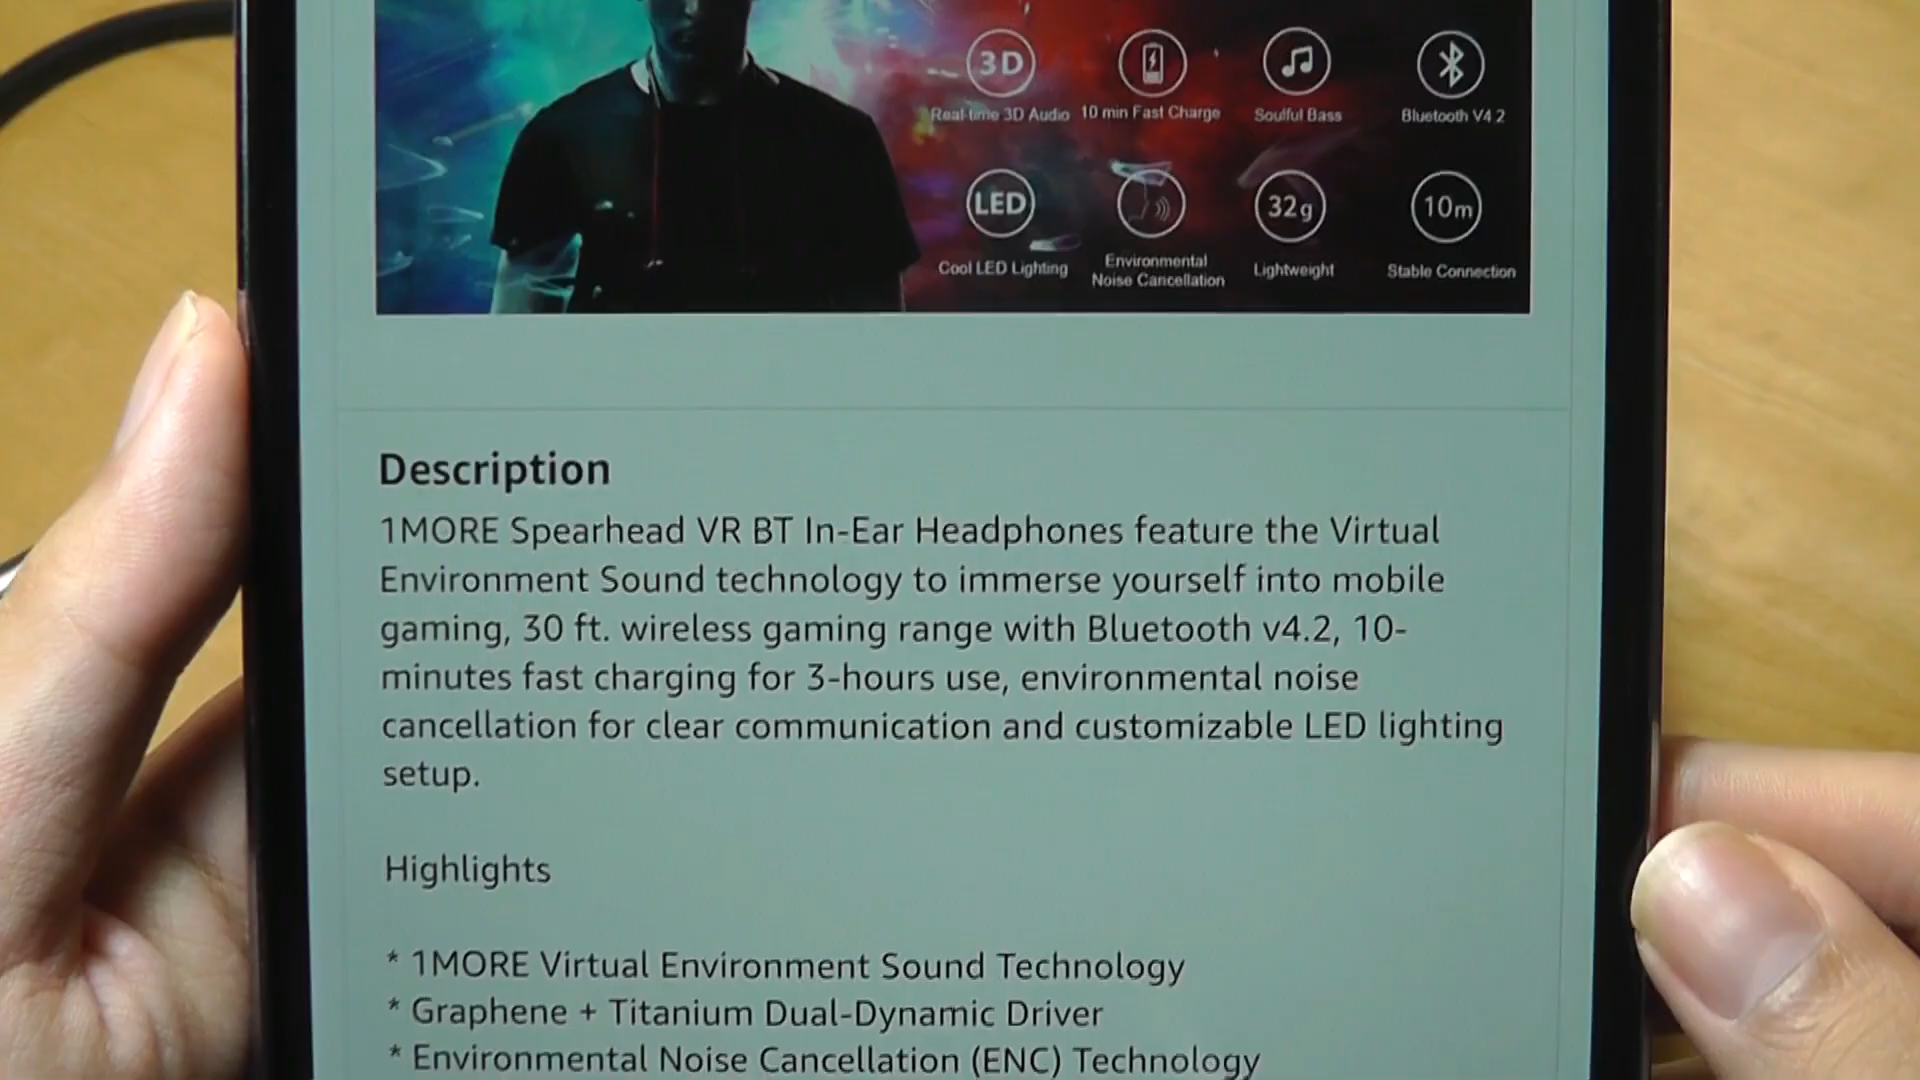 3D
Real-time 3D Audio 10 min Fast Charge Soulful Bass Bluetooth V4.2
LED 32g 10m
Cool LED Lighting Environmental Noise Cancellation Lightweight Stable Connection
Description
1MORE Spearhead VR BT In-Ear Headphones feature the Virtual
Environment Sound technology to immerse yourself into mobile
gaming, 30 ft. wireless gaming range with Bluetooth v4.2, 10-
minutes fast charging for 3-hours use, environmental noise
cancellation for clear communication and customizable LED lighting
setup.
Highlights
* 1MORE Virtual Environment Sound Technology
* Graphene + Titanium Dual-Dynamic Driver
* Environmental Noise Cancellation (ENC) Technology